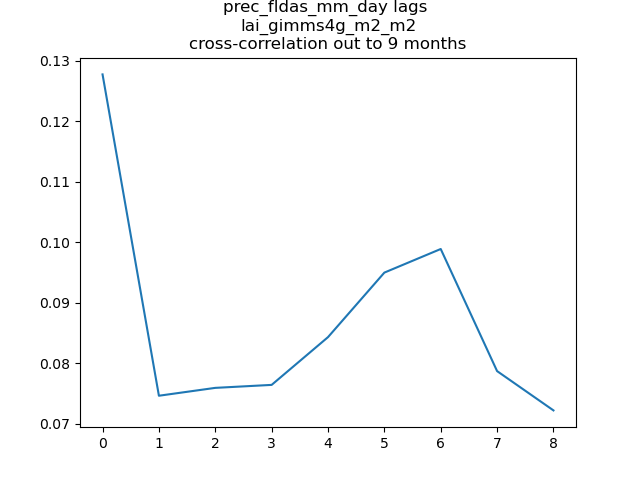 prec_fldas_mm_day lags
lai_gimms4g_m2_m2
cross-correlation out to 9 months
0.13
0.12
0.11
0.10
0.09
0.08
0.07
0 1 2 3 4 5 6 7 8